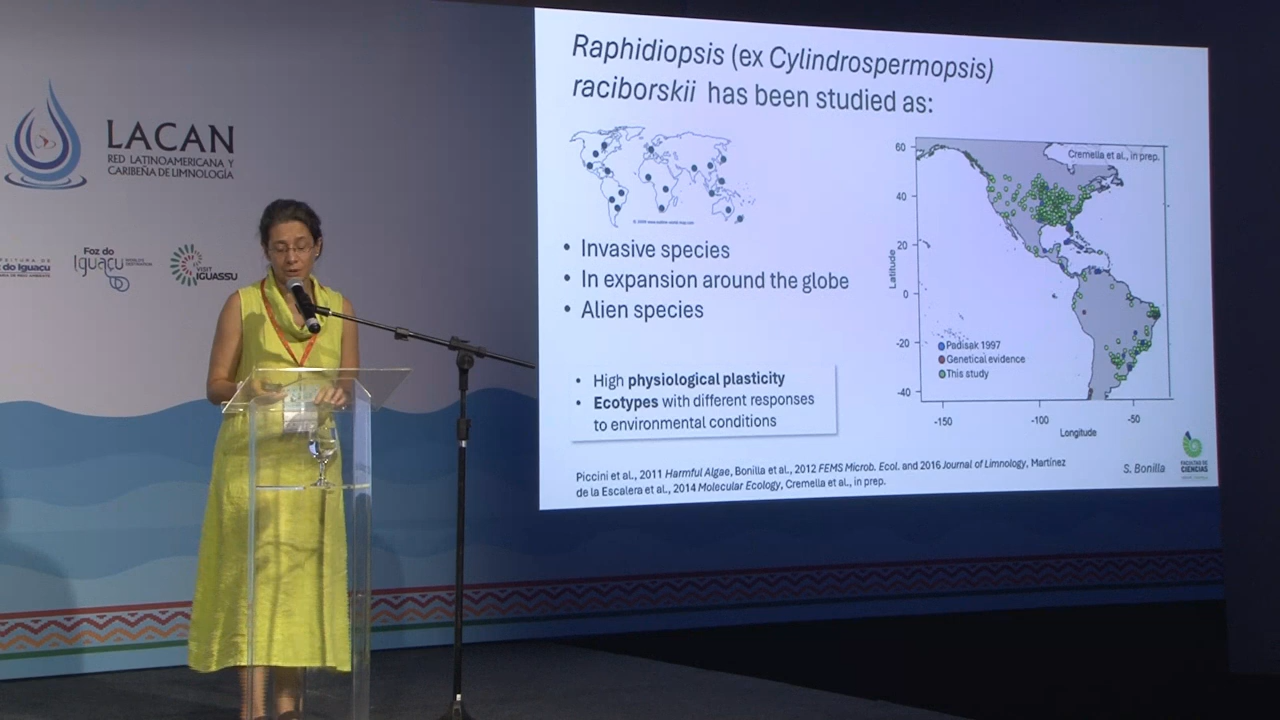 LACAN
RED LATINOAMERICANA Y
CARIBEÑA DE LIMNOLOGÍA
Foz do
Iguaçu
VISIT
IGUASSU
Raphidiopsis (ex Cylindrospermopsis)
raciborskii has been studied as:
• Invasive species
• In expansion around the globe
• Alien species
• High physiological plasticity
• Ecotypes with different responses
to environmental conditions
Cremella et al., in prep.
60
40
20
0
-20
-40
Latitude
Padisak 1997
Genetical evidence
This study
-150
-100
-50
Longitude
Piccini et al., 2011 Harmful Algae, Bonilla et al., 2012 FEMS Microb. Ecol. and 2016 Journal of Limnology, Martínez
de la Escalera et al., 2014 Molecular Ecology, Cremella et al., in prep.
S. Bonilla
FACULTAD DE
CIENCIAS